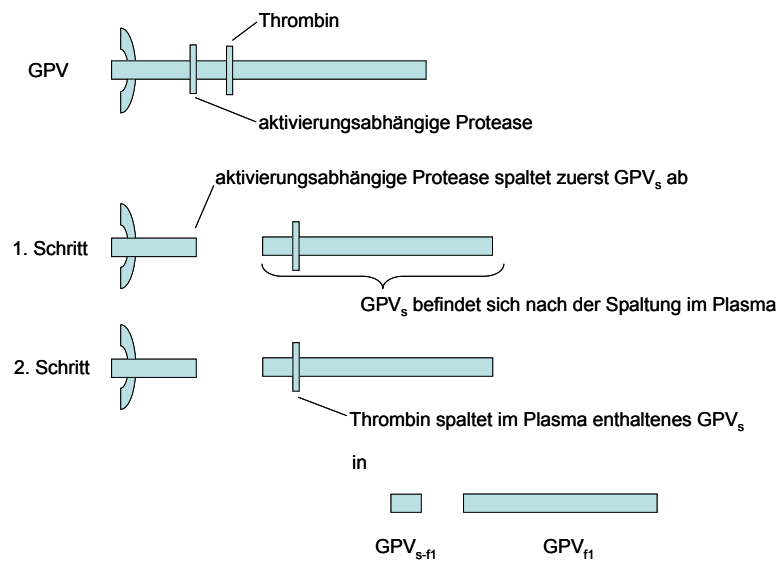 Thrombin
GPV
aktivierungsabhängige Protease
aktivierungsabhängige Protease spaltet zuerst GPVs ab
1. Schritt
GPVs befindet sich nach der Spaltung im Plasma
2. Schritt
Thrombin spaltet im Plasma enthaltenes GPVs
in
GPVs-f1
GPVf1